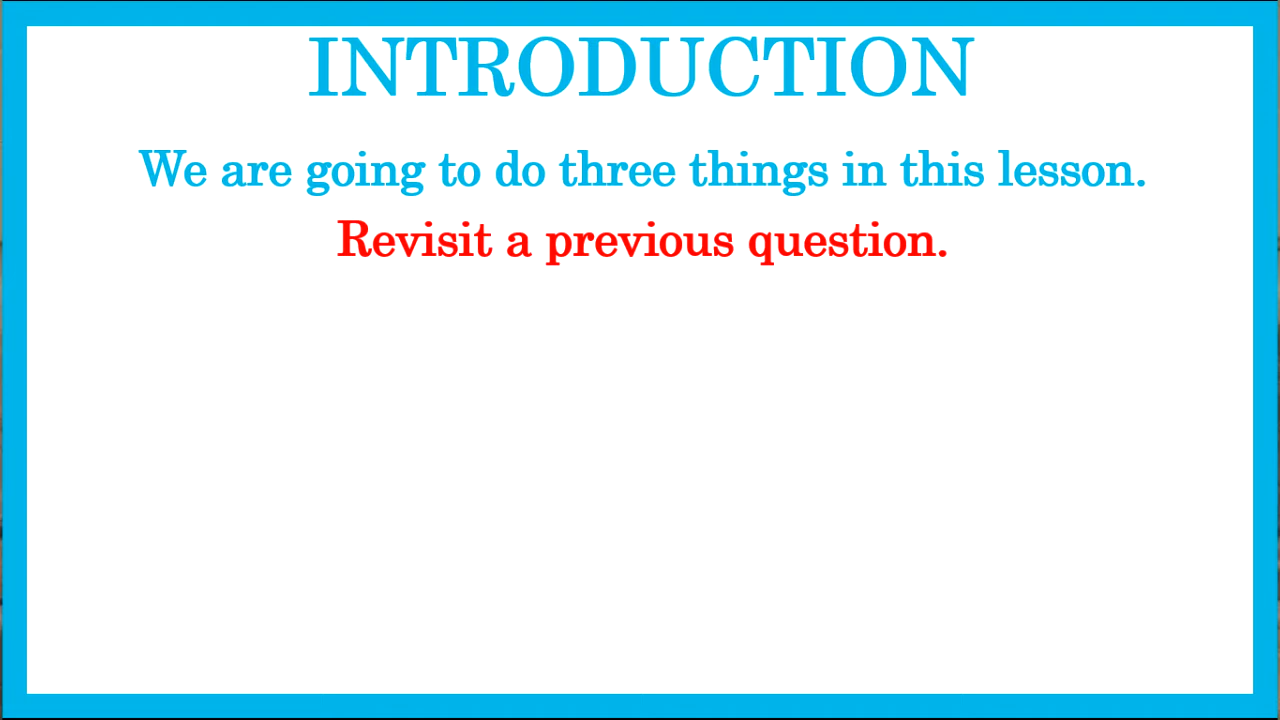 INTRODUCTION
We are going to do three things in this lesson.
Revisit a previous question.